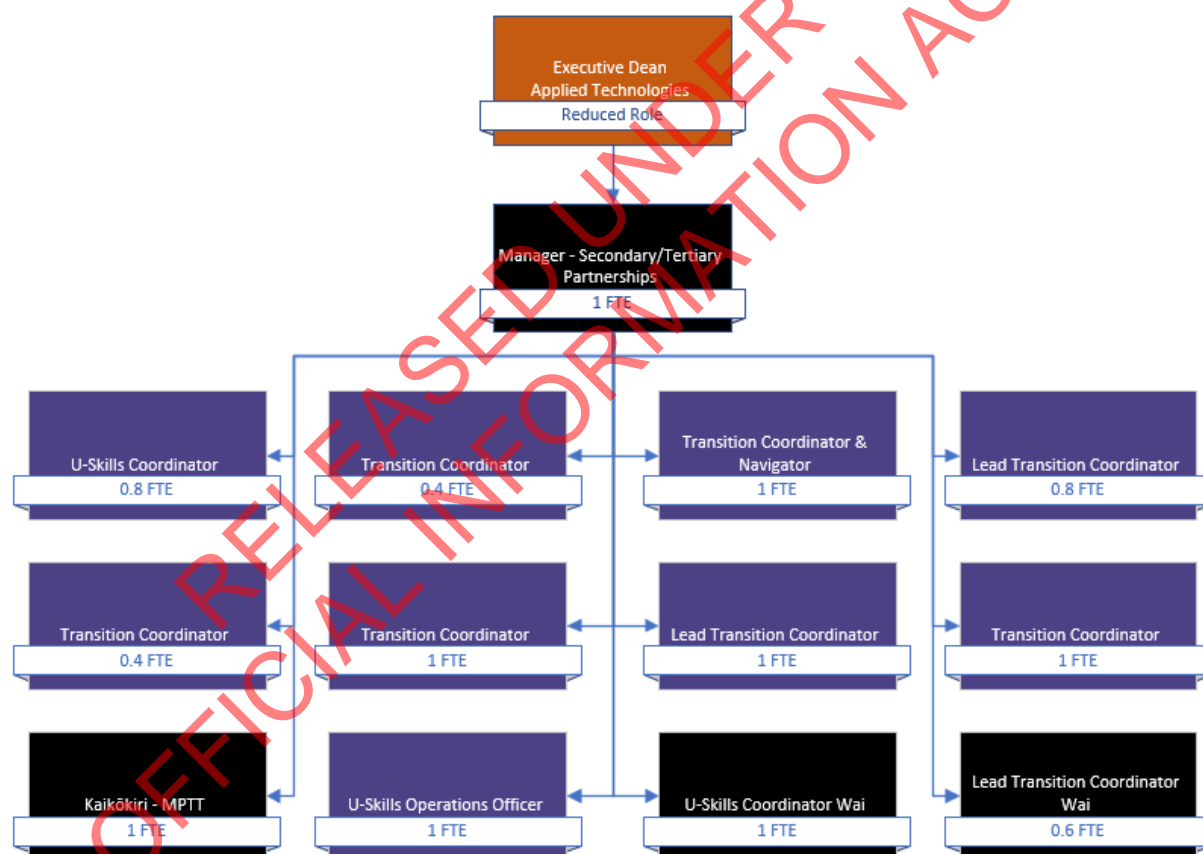 Executive Dean
Applied Technologies
Reduced Role
Manager - Secondary/Tertiary
Partnerships
1 FTE
U-Skills Coordinator
0.8 FTE
Transition Coordinator
0.4 FTE
Transition Coordinator &
Navigator
1 FTE
Lead Transition Coordinator
0.8 FTE
Transition Coordinator
0.4 FTE
Transition Coordinator
1 FTE
Lead Transition Coordinator
1 FTE
Transition Coordinator
1 FTE
Kaikōkiri - MPTT
1 FTE
U-Skills Operations Officer
1 FTE
U-Skills Coordinator Wai
1 FTE
Lead Transition Coordinator
Wai
0.6 FTE
RELEASED UNDER
OFFICIAL INFORMATION AC